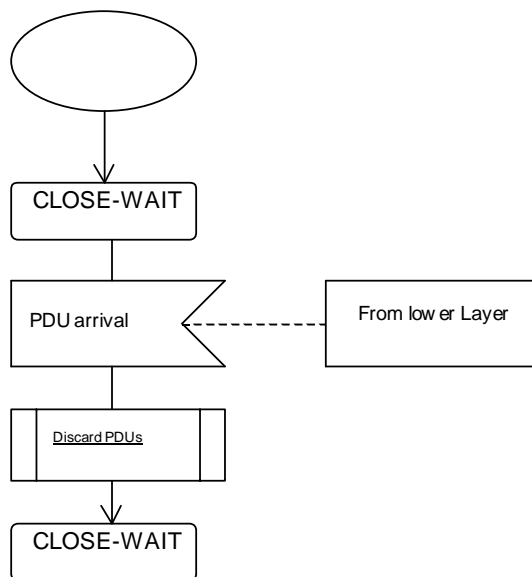 CLOSE-WAIT
PDU arrival
From lower Layer
Discard PDUs
CLOSE-WAIT